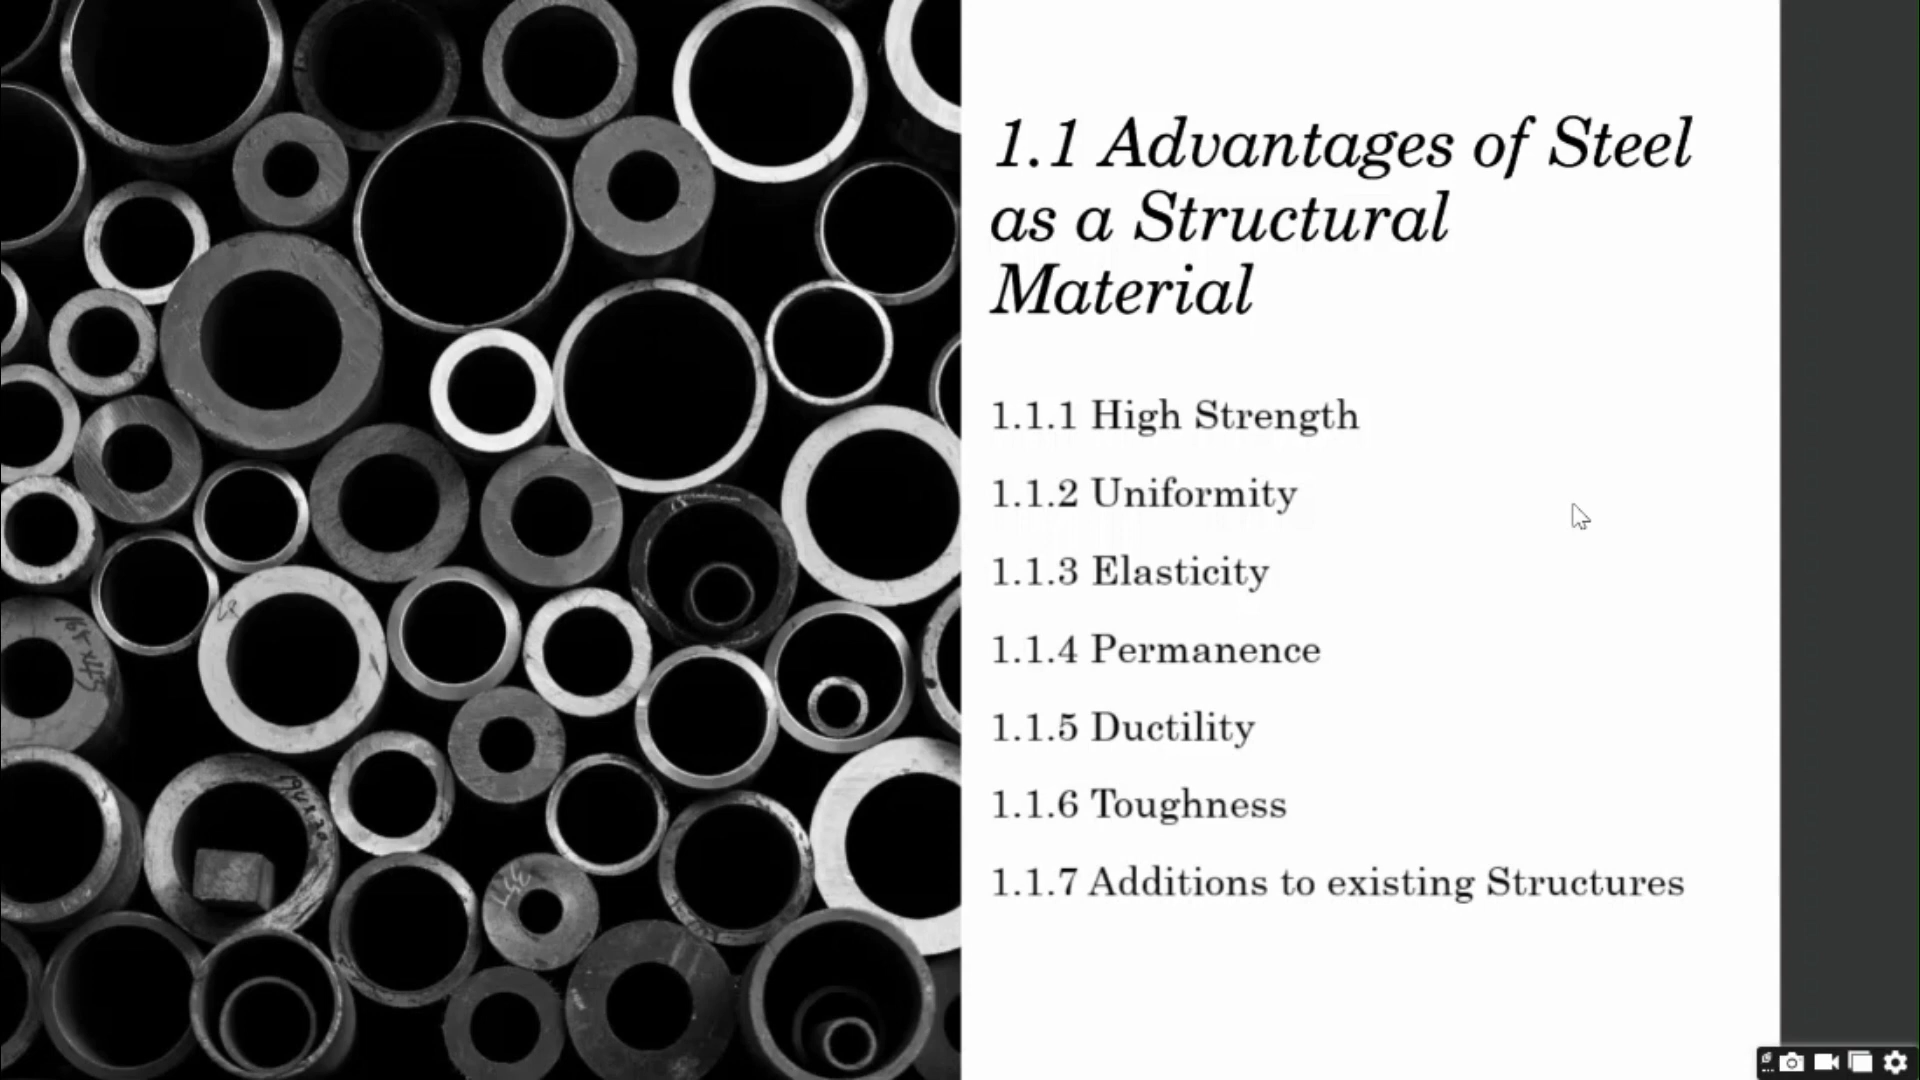 1.1 Advantages of Steel
as a Structural
Material
1.1.1 High Strength
1.1.2 Uniformity
1.1.3 Elasticity
1.1.4 Permanence
1.1.5 Ductility
1.1.6 Toughness
1.1.7 Additions to existing Structures